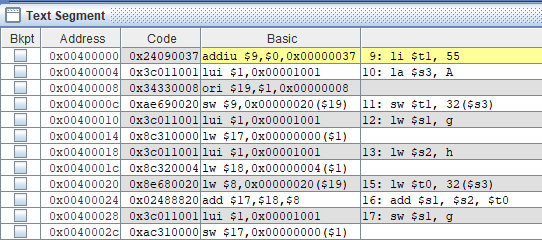 Text Segment
Bkpt Address Code Basic
0x00400000 0x24090037 addiu $9,$0,0x00000037 9: li $t1, 55
0x00400004 0x3c011001 lui $1,0x00001001 10: la $s3, A
0x00400008 0x34330008 ori $19,$1,0x00000008
0x0040000c 0xae690020 sw $9,0x00000020($19) 11: sw $t1, 32($s3)
0x00400010 0x3c011001 lui $1,0x00001001 12: lw $s1, g
0x00400014 0x8c310000 lw $17,0x00000000($1)
0x00400018 0x3c011001 lui $1,0x00001001 13: lw $s2, h
0x0040001c 0x8c320004 lw $18,0x00000004($1)
0x00400020 0x8e680020 lw $8,0x00000020($19) 15: lw $t0, 32($s3)
0x00400024 0x02488820 add $17,$18,$8 16: add $s1, $s2, $t0
0x00400028 0x3c011001 lui $1,0x00001001 17: sw $s1, g
0x0040002c 0xac310000 sw $17,0x00000000($1)